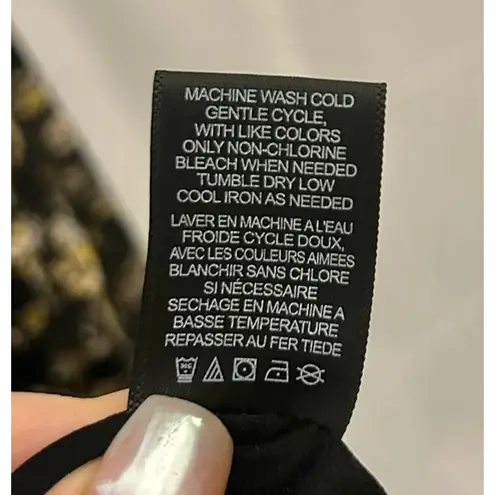 MACHINE WASH COLD
GENTLE CYCLE,
WITH LIKE COLORS
ONLY NON-CHLORINE
BLEACH WHEN NEEDED
TUMBLE DRY LOW
COOL IRON AS NEEDED
LAVER EN MACHINE A L'EAU
FROIDE CYCLE DOUX,
AVEC LES COULEURS AIMEES
BLANCHIR SANS CHLORE
SI NÉCESSAIRE
SECHAGE EN MACHINE A
BASSE TEMPERATURE
REPASSER AU FER TIEDE